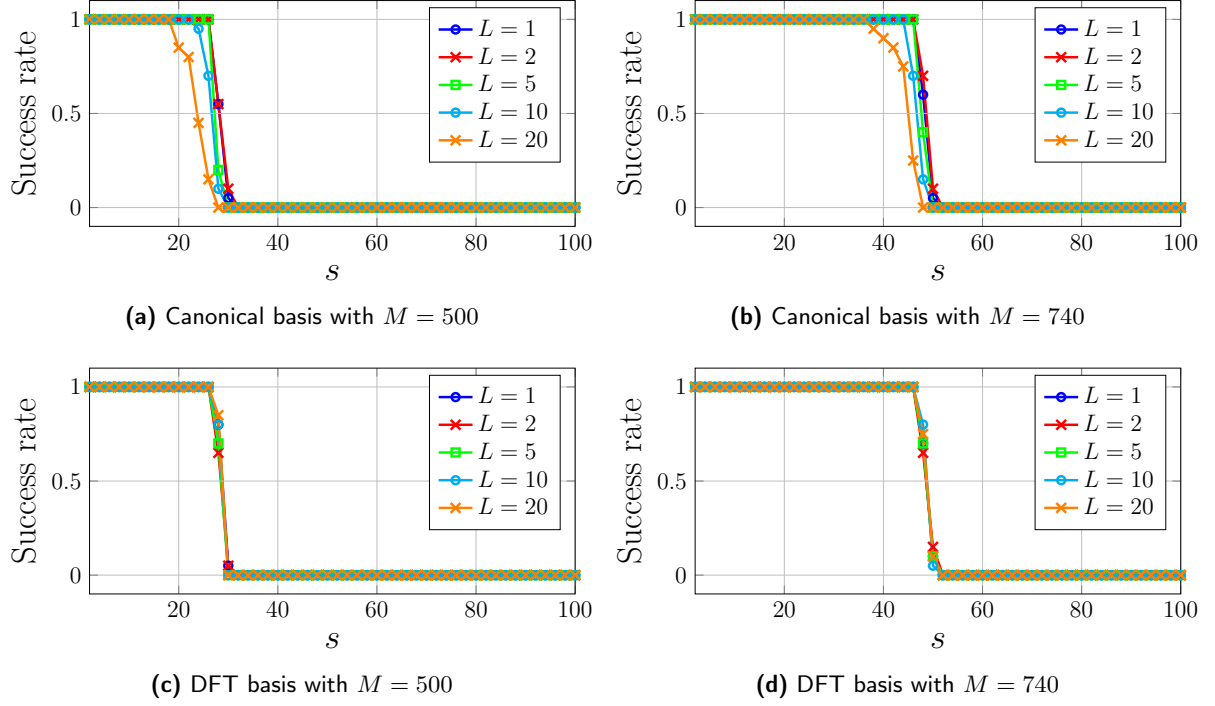 1
0.5
0
Success rate
20 40 60 80 100
s
L = 1
L = 2
L = 5
L = 10
L = 20
(a) Canonical basis with M = 500
1
0.5
0
Success rate
20 40 60 80 100
s
L = 1
L = 2
L = 5
L = 10
L = 20
(b) Canonical basis with M = 740
1
0.5
0
Success rate
20 40 60 80 100
s
L = 1
L = 2
L = 5
L = 10
L = 20
(c) DFT basis with M = 500
1
0.5
0
Success rate
20 40 60 80 100
s
L = 1
L = 2
L = 5
L = 10
L = 20
(d) DFT basis with M = 740